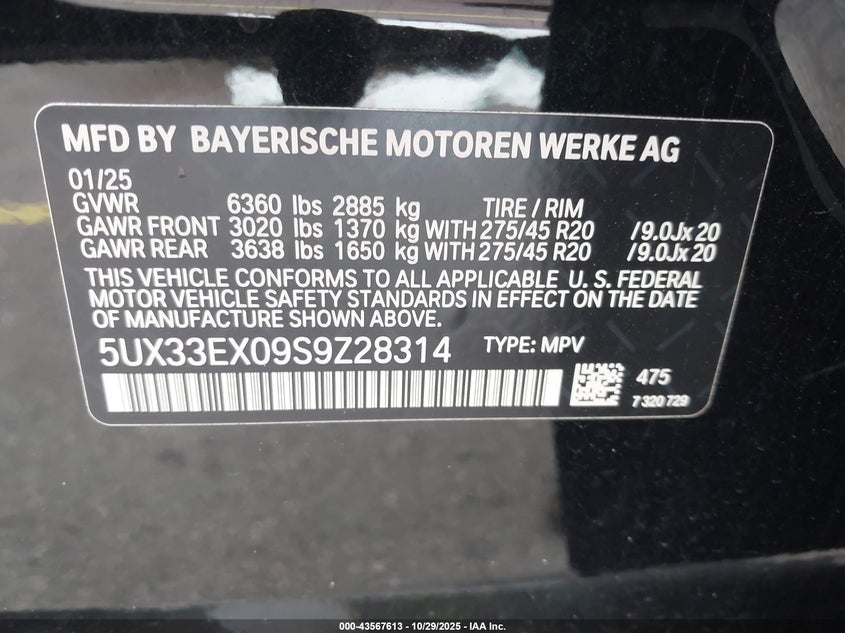 MFD BY BAYERISCHE MOTOREN WERKE AG
01/25
GVWR 6360 lbs 2885 kg TIRE / RIM
GAWR FRONT 3020 lbs 1370 kg WITH 275/45 R20 /9.0Jx20
GAWR REAR 3638 lbs 1650 kg WITH 275/45 R20 /9.0Jx20
THIS VEHICLE CONFORMS TO ALL APPLICABLE U. S. FEDERAL
MOTOR VEHICLE SAFETY STANDARDS IN EFFECT ON THE DATE
OF MANUFACTURE SHOWN ABOVE.
5UX33EX09S9Z28314 TYPE: MPV
475
7 320 729
000-43567613 - 10/29/2025 - IAA Inc.